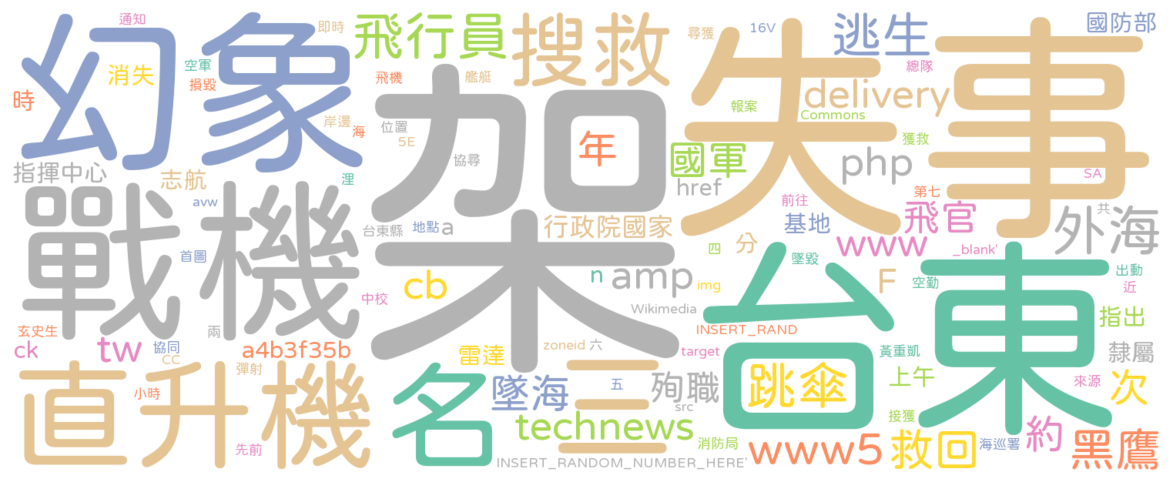 幻象
通知
即時
飛行員
搜救
尋獲
16V
逃生
國防部
失事
總隊
空軍
消失
損毀
飛機
艦艇
delivery
時
岸邊
海
架
位置
5E
年
報案
Commons
獲救
指揮中心
志航
浬
協尋
國軍
php
href
第七
SA
戰機
avw
台東縣
地點
a
行政院國家
前往
基地
飛官
共
外海
首圖
四
分
www
_blank'
中校
cb
n
amp
img
墜毀
F
空勤
出動
近
兩
Wikimedia
台東
INSERT_RAND
指出
玄史生
ck
tw
協同
CC
a4b3f35b
彈射
雷達
zoneid
六
target
黃重凱
隸屬
直升機
小時
名
墜海
三
五
殉職
src
跳傘
上午
來源
次
先前
technews
消防局
接獲
約
INSERT_RANDOM_NUMBER_HERE'
www5
救回
海巡署
黑鷹